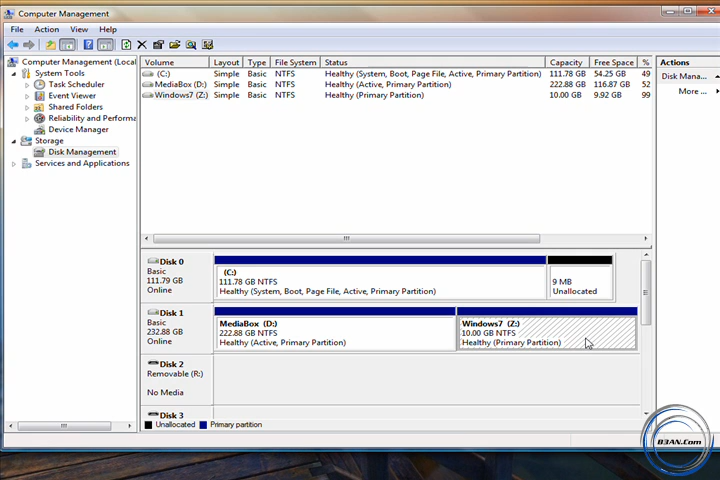 Computer Management
File Action View Help
Computer Management (Local
System Tools
Task Scheduler
Event Viewer
Shared Folders
Reliability and Performa
Device Manager
Storage
Disk Management
Services and Applications
Volume Layout Type File System Status Capacity Free Space %
(C:) Simple Basic NTFS Healthy (System, Boot, Page File, Active, Primary Partition) 111.78 GB 54.25 GB 49
MediaBox (D:) Simple Basic NTFS Healthy (Active, Primary Partition) 222.88 GB 116.87 GB 52
Windows7 (Z:) Simple Basic NTFS Healthy (Primary Partition) 10.00 GB 9.92 GB 99
Actions
Disk Mana...
More ...
Disk 0
Basic
111.79 GB
Online
(C:)
111.78 GB NTFS
Healthy (System, Boot, Page File, Active, Primary Partition)
9 MB
Unallocated
Disk 1
Basic
232.88 GB
Online
MediaBox (D:)
222.88 GB NTFS
Healthy (Active, Primary Partition)
Windows7 (Z:)
10.00 GB NTFS
Healthy (Primary Partition)
Disk 2
Removable (R:)
No Media
Disk 3
Unallocated Primary partition
B3AN.Com